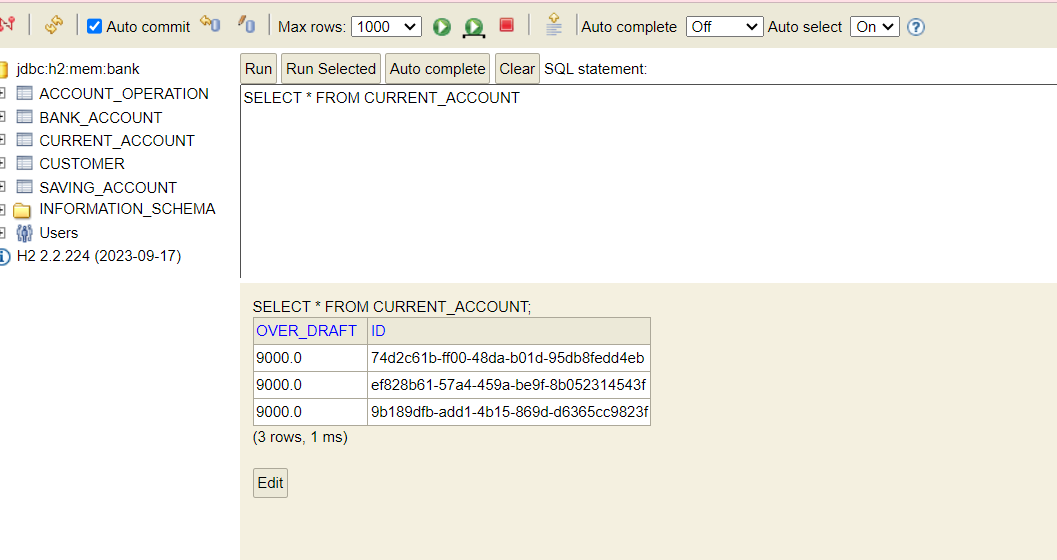 Auto commit Max rows: 1000 Auto complete Off Auto select On ?
jdbc:h2:mem:bank
ACCOUNT_OPERATION
BANK_ACCOUNT
CURRENT_ACCOUNT
CUSTOMER
SAVING_ACCOUNT
INFORMATION_SCHEMA
Users
H2 2.2.224 (2023-09-17)
Run Run Selected Auto complete Clear SQL statement:
SELECT * FROM CURRENT_ACCOUNT
SELECT * FROM CURRENT_ACCOUNT;
OVER_DRAFT ID
9000.0 74d2c61b-ff00-48da-b01d-95db8fedd4eb
9000.0 ef828b61-57a4-459a-be9f-8b052314543f
9000.0 9b189dfb-add1-4b15-869d-d6365cc9823f
(3 rows, 1 ms)
Edit